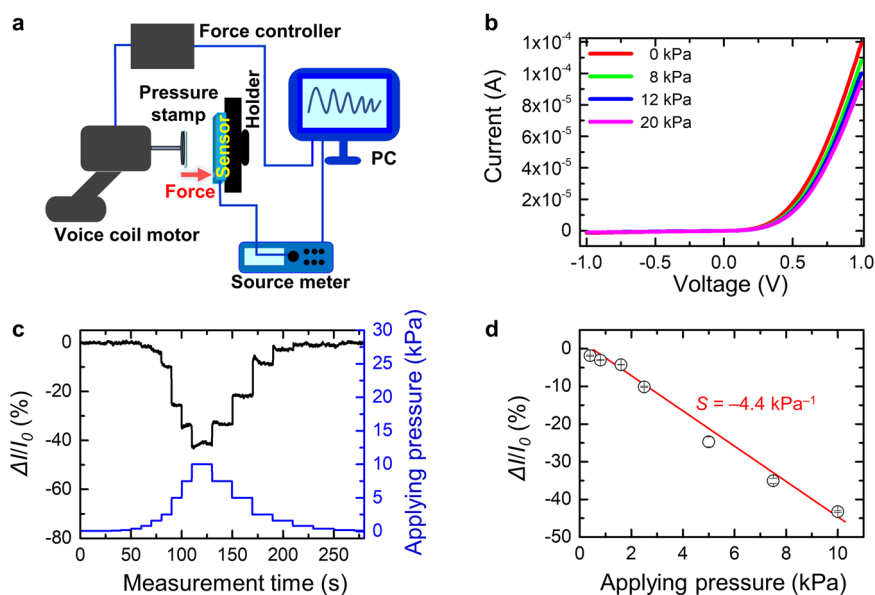 a
Force controller
Pressure
stamp
Sensor
Holder
Force
PC
Voice coil motor
Source meter
b
Current (A)
1x10⁻⁴
1x10⁻⁴
8x10⁻⁵
6x10⁻⁵
4x10⁻⁵
2x10⁻⁵
0
0 kPa
8 kPa
12 kPa
20 kPa
-1.0 -0.5 0.0 0.5 1.0
Voltage (V)
c
ΔI/I₀ (%)
0
-20
-40
-60
-80
30
25
20
15
10
5
0
Applying pressure (kPa)
0 50 100 150 200 250
Measurement time (s)
d
ΔI/I₀ (%)
0
-10
-20
-30
-40
-50
S = –4.4 kPa⁻¹
0 2 4 6 8 10
Applying pressure (kPa)